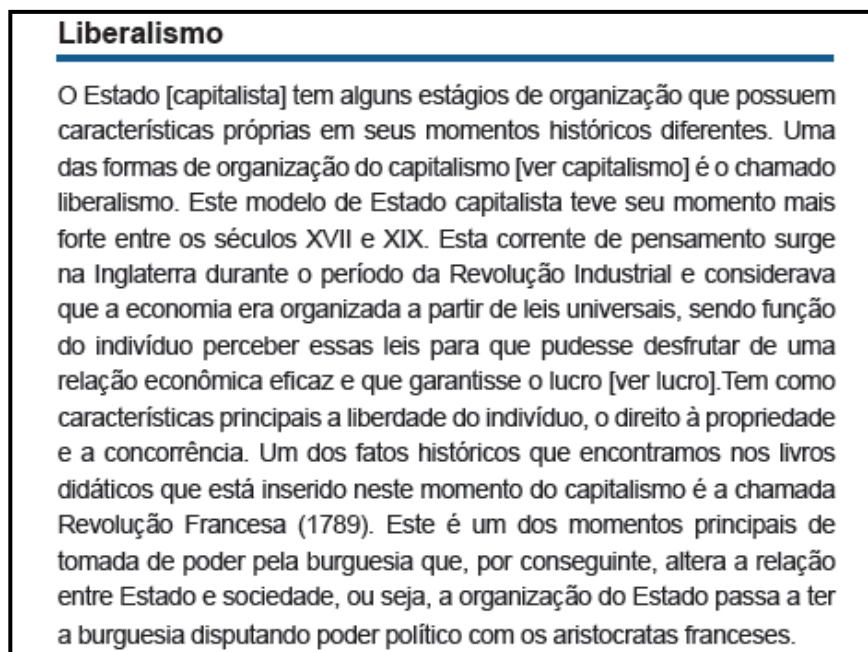 Liberalismo
O Estado [capitalista] tem alguns estágios de organização que possuem
características próprias em seus momentos históricos diferentes. Uma
das formas de organização do capitalismo [ver capitalismo] é o chamado
liberalismo. Este modelo de Estado capitalista teve seu momento mais
forte entre os séculos XVII e XIX. Esta corrente de pensamento surge
na Inglaterra durante o período da Revolução Industrial e considerava
que a economia era organizada a partir de leis universais, sendo função
do indivíduo perceber essas leis para que pudesse desfrutar de uma
relação econômica eficaz e que garantisse o lucro [ver lucro].Tem como
características principais a liberdade do indivíduo, o direito à propriedade
e a concorrência. Um dos fatos históricos que encontramos nos livros
didáticos que está inserido neste momento do capitalismo é a chamada
Revolução Francesa (1789). Este é um dos momentos principais de
tomada de poder pela burguesia que, por conseguinte, altera a relação
entre Estado e sociedade, ou seja, a organização do Estado passa a ter
a burguesia disputando poder político com os aristocratas franceses.